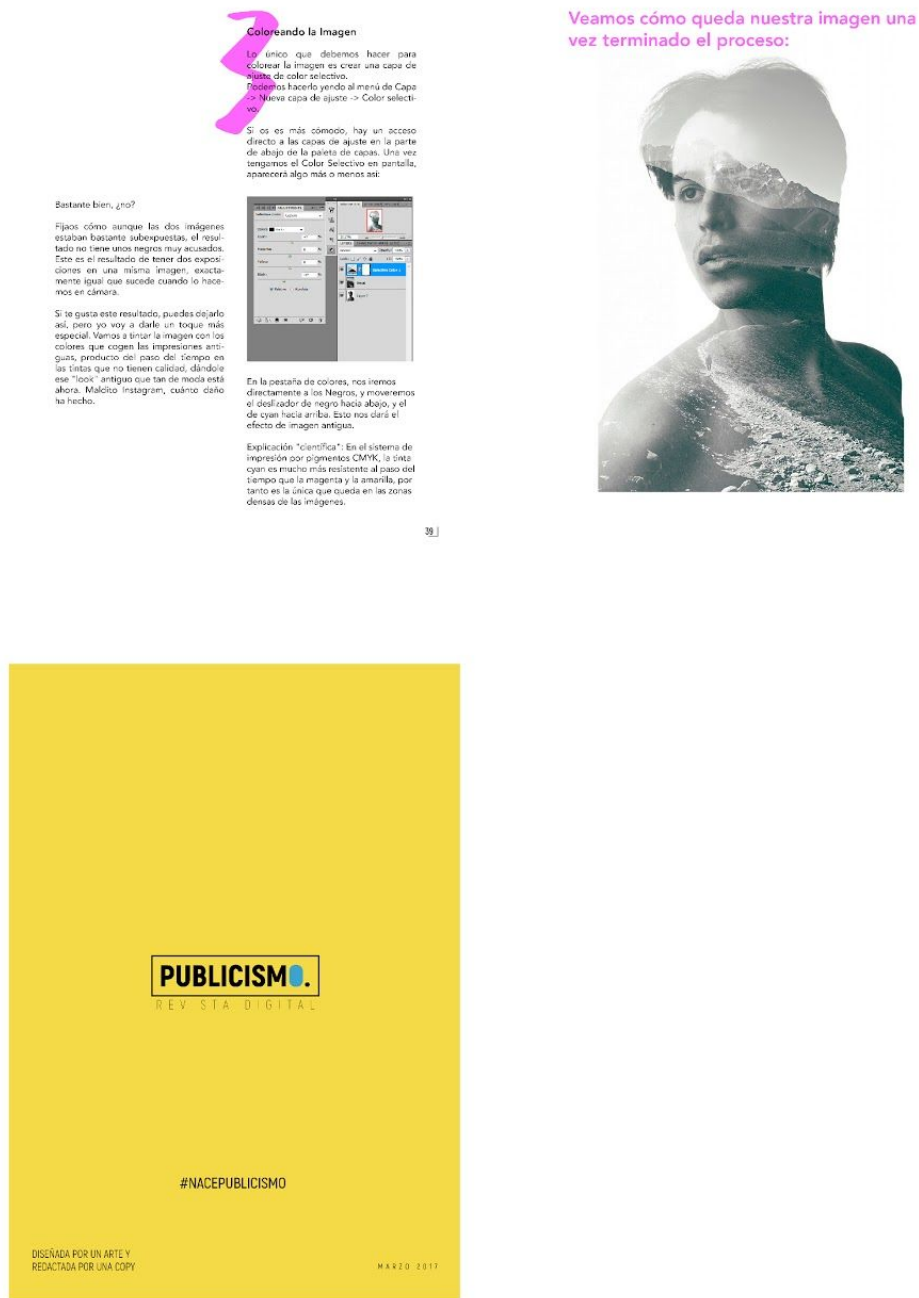 Bastante bien, ¿no?
Fijaos cómo aunque las dos imágenes
estaban bastante subexpuestas, el resul-
tado no tiene unos negros muy acusados.
Este es el resultado de tener dos exposi-
ciones en una misma imagen, exacta-
mente igual que sucede cuando lo hace-
mos en cámara.
Si te gusta este resultado, puedes dejarlo
así, pero yo voy a darle un toque más
especial. Vamos a tintar la imagen con los
colores que cogen las impresiones anti-
guas, producto del paso del tiempo en
las tintas que no tienen calidad, dándole
ese "look" antiguo que tan de moda está
ahora. Maldito Instagram, cuánto daño
ha hecho.
3
Coloreando la Imagen
Lo único que debemos hacer para
colorear la imagen es crear una capa de
ajuste de color selectivo.
Podemos hacerlo yendo al menú de Capa
-> Nueva capa de ajuste -> Color selecti-
vo.
Si os es más cómodo, hay un acceso
directo a las capas de ajuste en la parte
de abajo de la paleta de capas. Una vez
tengamos el Color Selectivo en pantalla,
aparecerá algo más o menos así:
En la pestaña de colores, nos iremos
directamente a los Negros, y moveremos
el deslizador de negro hacia abajo, y el
de cyan hacia arriba. Esto nos dará el
efecto de imagen antigua.
Explicación "científica": En el sistema de
impresión por pigmentos CMYK, la tinta
cyan es mucho más resistente al paso del
tiempo que la magenta y la amarilla, por
tanto es la única que queda en las zonas
densas de las imágenes.
39
Veamos cómo queda nuestra imagen una
vez terminado el proceso:
PUBLICISMO.
REVISTA DIGITAL
#NACEPUBLICISMO
DISEÑADA POR UN ARTE Y
REDACTADA POR UNA COPY
MARZO 2017